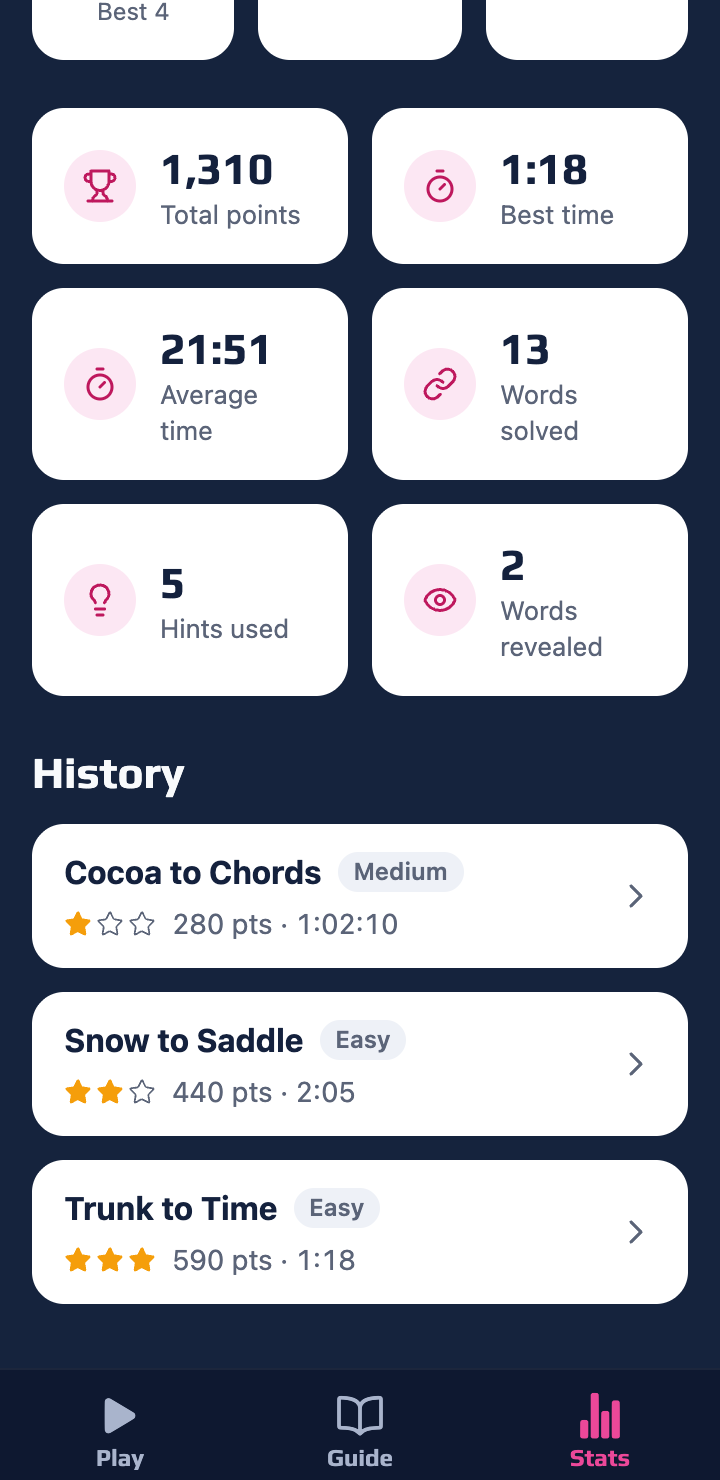 Best 4
1,310
Total points
1:18
Best time
21:51
Average
time
13
Words
solved
5
Hints used
2
Words
revealed
History
Cocoa to Chords Medium
280 pts · 1:02:10
Snow to Saddle Easy
440 pts · 2:05
Trunk to Time Easy
590 pts · 1:18
Play
Guide
Stats